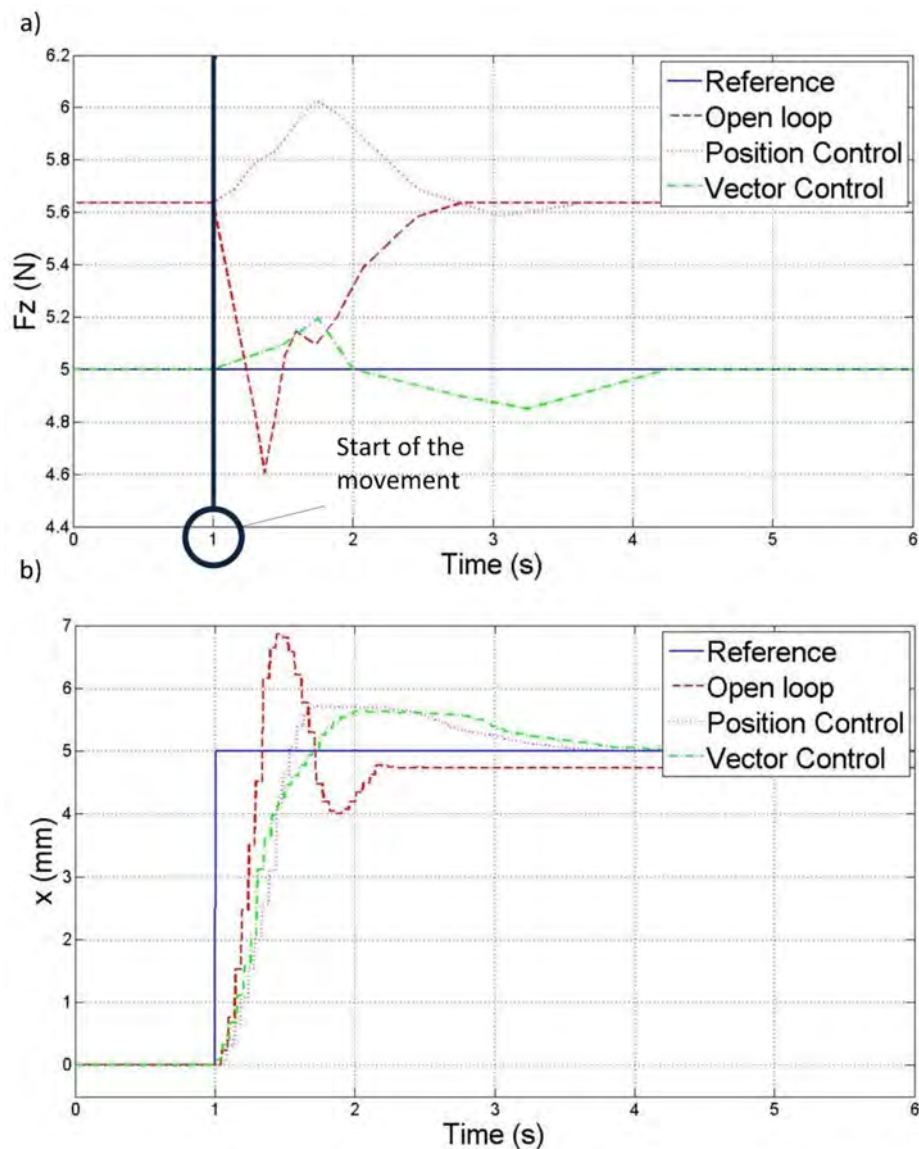 a)
6.2
6
5.8
5.6
5.4
5.2
5
4.8
4.6
4.4
Fz (N)
Reference
Open loop
Position Control
Vector Control
Start of the
movement
0 1 2 3 4 5 6
Time (s)
b)
7
6
5
4
3
2
1
0
x (mm)
Reference
Open loop
Position Control
Vector Control
0 1 2 3 4 5 6
Time (s)